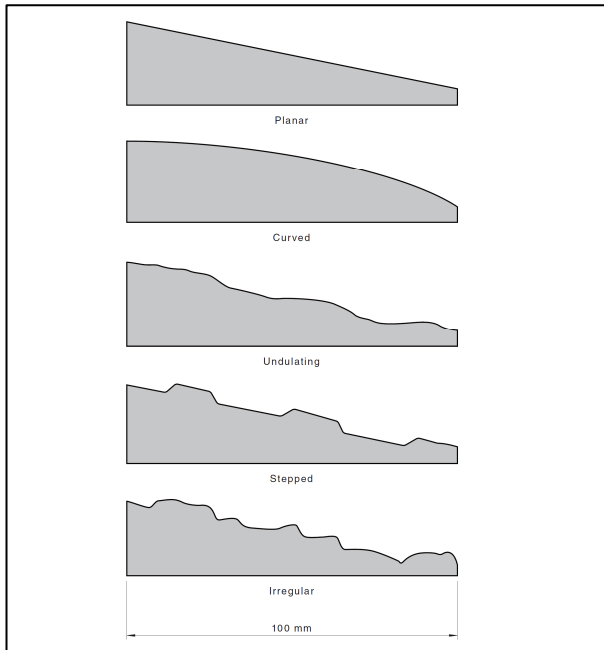 Planar
Curved
Undulating
Stepped
Irregular
100 mm